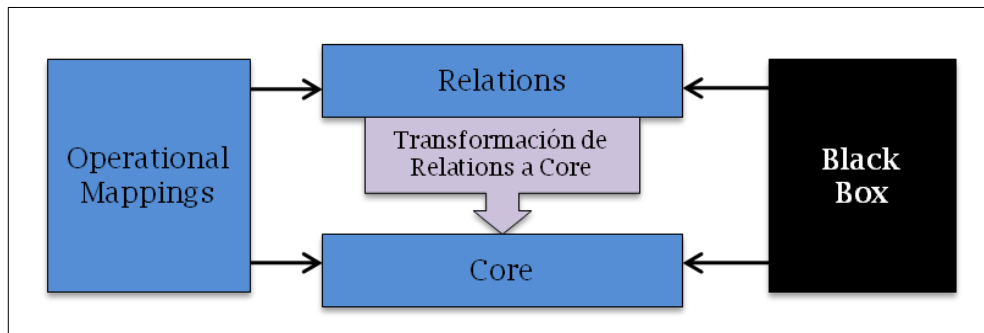 Operational
Mappings
Relations
Transformación de
Relations a Core
Core
Black
Box